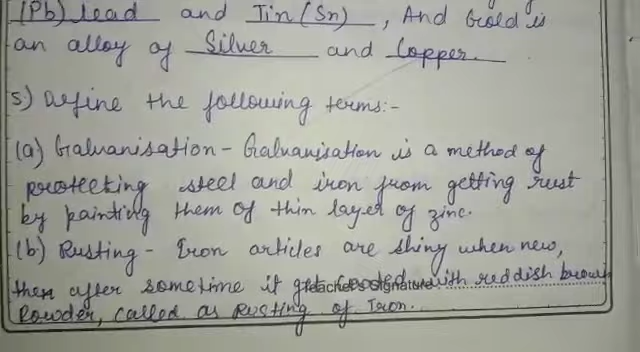 (Pb) lead and Tin (Sn), And Gold is
an alloy of Silver and Copper.
5) Define the following terms:-
(a) Galvanisation - Galvanisation is a method of
protecting steel and iron from getting rust
by painting them of thin layer of zinc.
(b) Rusting - Iron articles are shiny when new,
then after sometime it get coated with reddish brown
Teacher's Signature
Powder, called as Rusting of Iron.